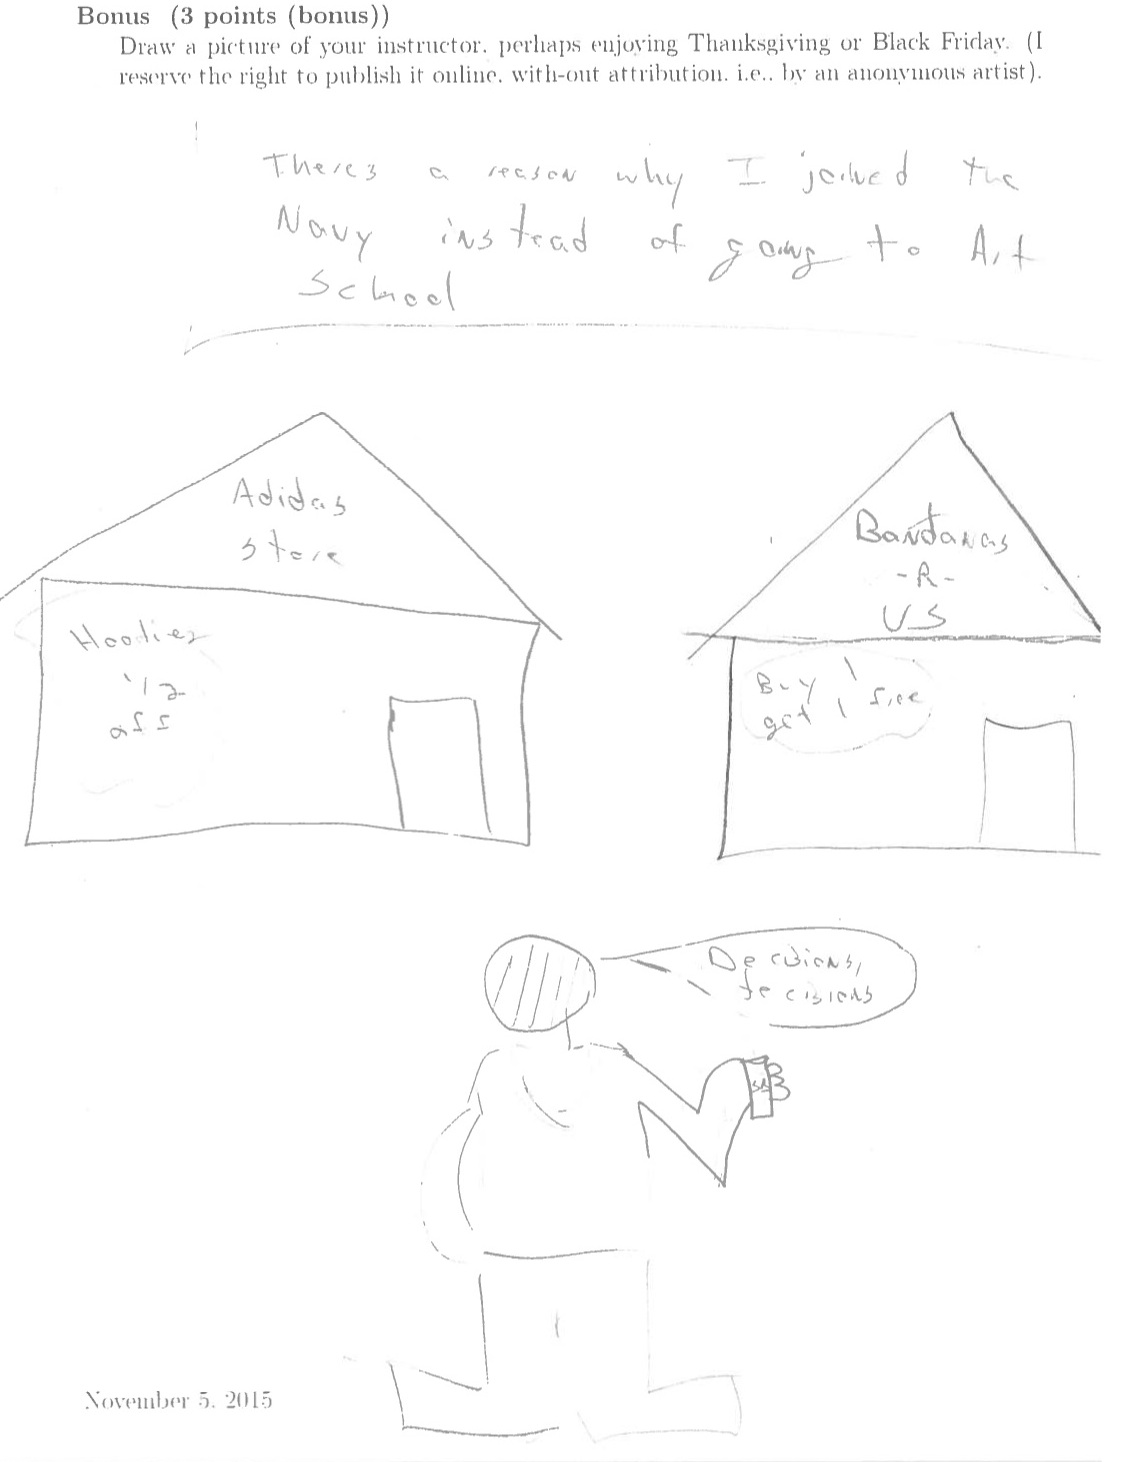 Bonus (3 points (bonus))
Draw a picture of your instructor, perhaps enjoying Thanksgiving or Black Friday. (I
reserve the right to publish it online, with-out attribution, i.e., by an anonymous artist).
Theres a reason why I joined the
Navy instead of going to Art
School
Adidas
Store
Hoodies
1/2
off
Bandanas
-R-
US
Buy 1
get 1 free
Decisions,
decisions
November 5, 2015